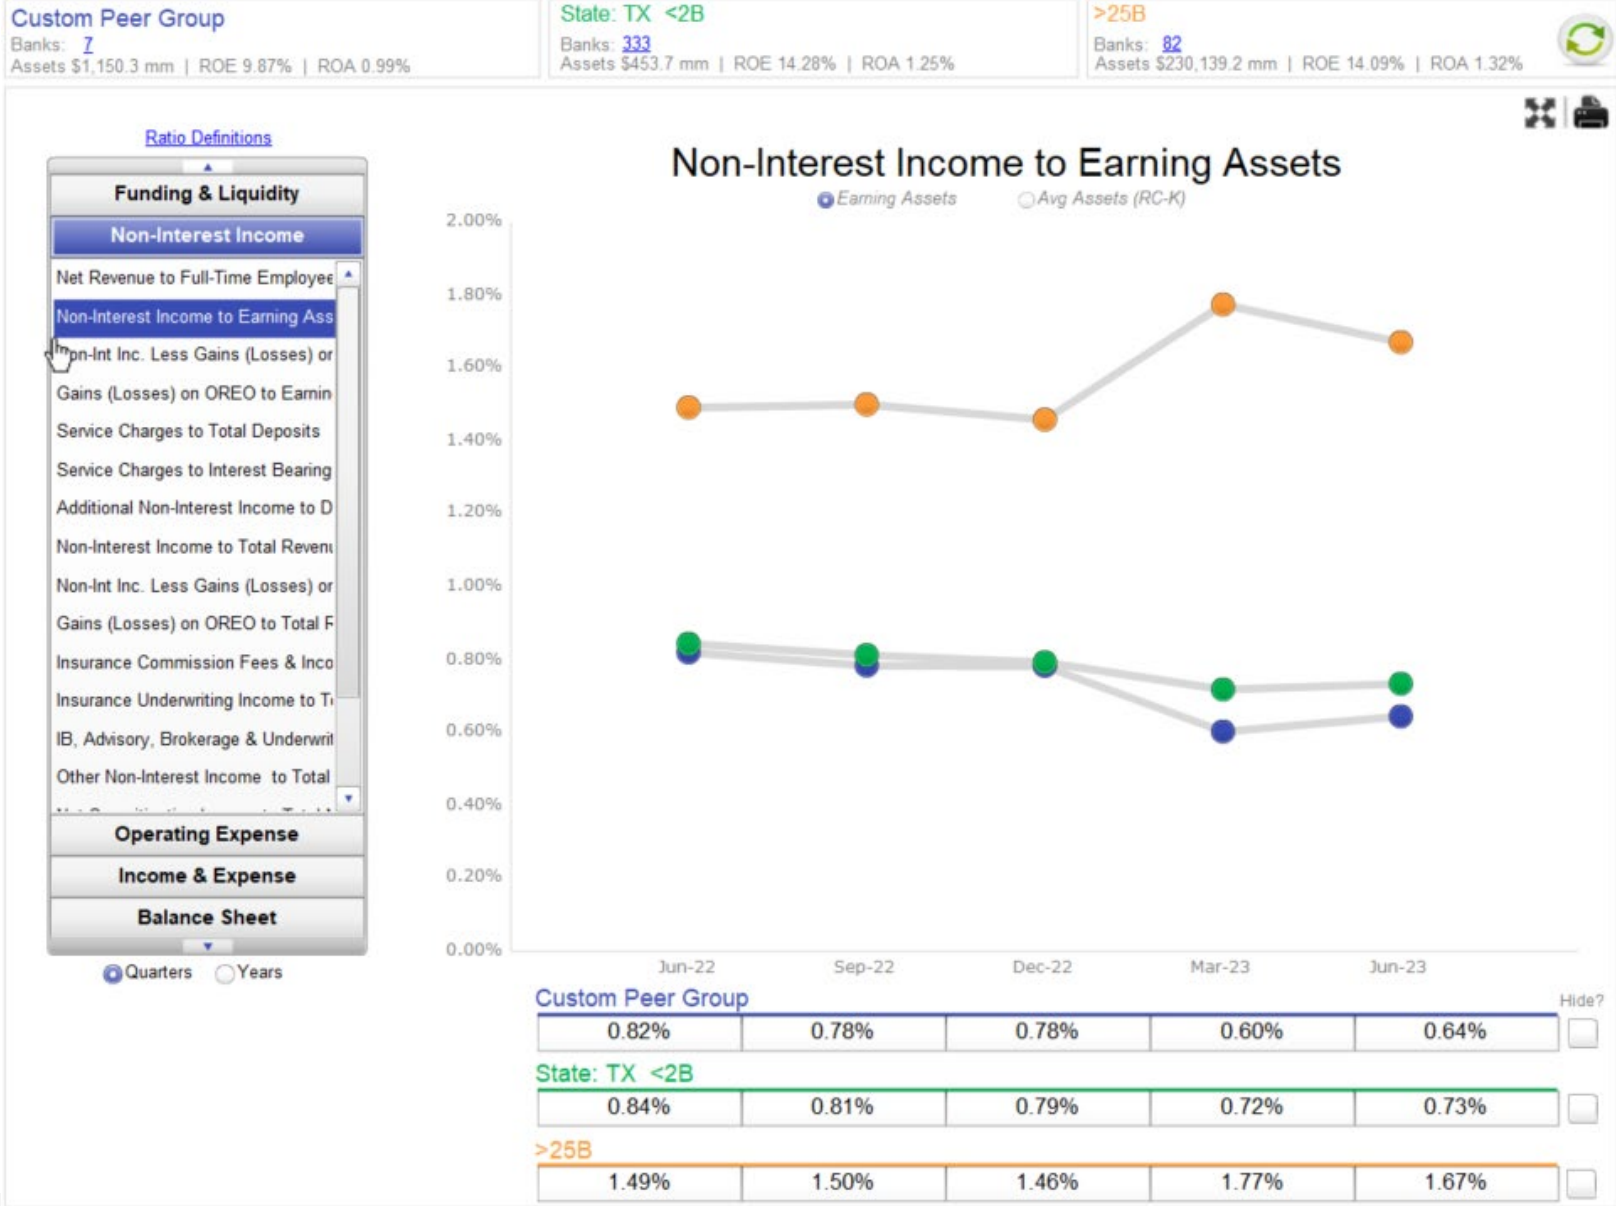 Custom Peer Group
Banks: 7
Assets $1,150.3 mm | ROE 9.87% | ROA 0.99%
State: TX <2B
Banks: 333
Assets $453.7 mm | ROE 14.28% | ROA 1.25%
>25B
Banks: 82
Assets $230,139.2 mm | ROE 14.09% | ROA 1.32%
Ratio Definitions
Funding & Liquidity
Non-Interest Income
Net Revenue to Full-Time Employee
Non-Interest Income to Earning Ass
Non-Int Inc. Less Gains (Losses) or
Gains (Losses) on OREO to Earnin
Service Charges to Total Deposits
Service Charges to Interest Bearing
Additional Non-Interest Income to D
Non-Interest Income to Total Revenu
Non-Int Inc. Less Gains (Losses) or
Gains (Losses) on OREO to Total R
Insurance Commission Fees & Inco
Insurance Underwriting Income to T
IB, Advisory, Brokerage & Underwrit
Other Non-Interest Income to Total
Operating Expense
Income & Expense
Balance Sheet
Quarters Years
Non-Interest Income to Earning Assets
Earning Assets Avg Assets (RC-K)
2.00%
1.80%
1.60%
1.40%
1.20%
1.00%
0.80%
0.60%
0.40%
0.20%
0.00%
Jun-22 Sep-22 Dec-22 Mar-23 Jun-23
Custom Peer Group Hide?
0.82% 0.78% 0.78% 0.60% 0.64%
State: TX <2B
0.84% 0.81% 0.79% 0.72% 0.73%
>25B
1.49% 1.50% 1.46% 1.77% 1.67%